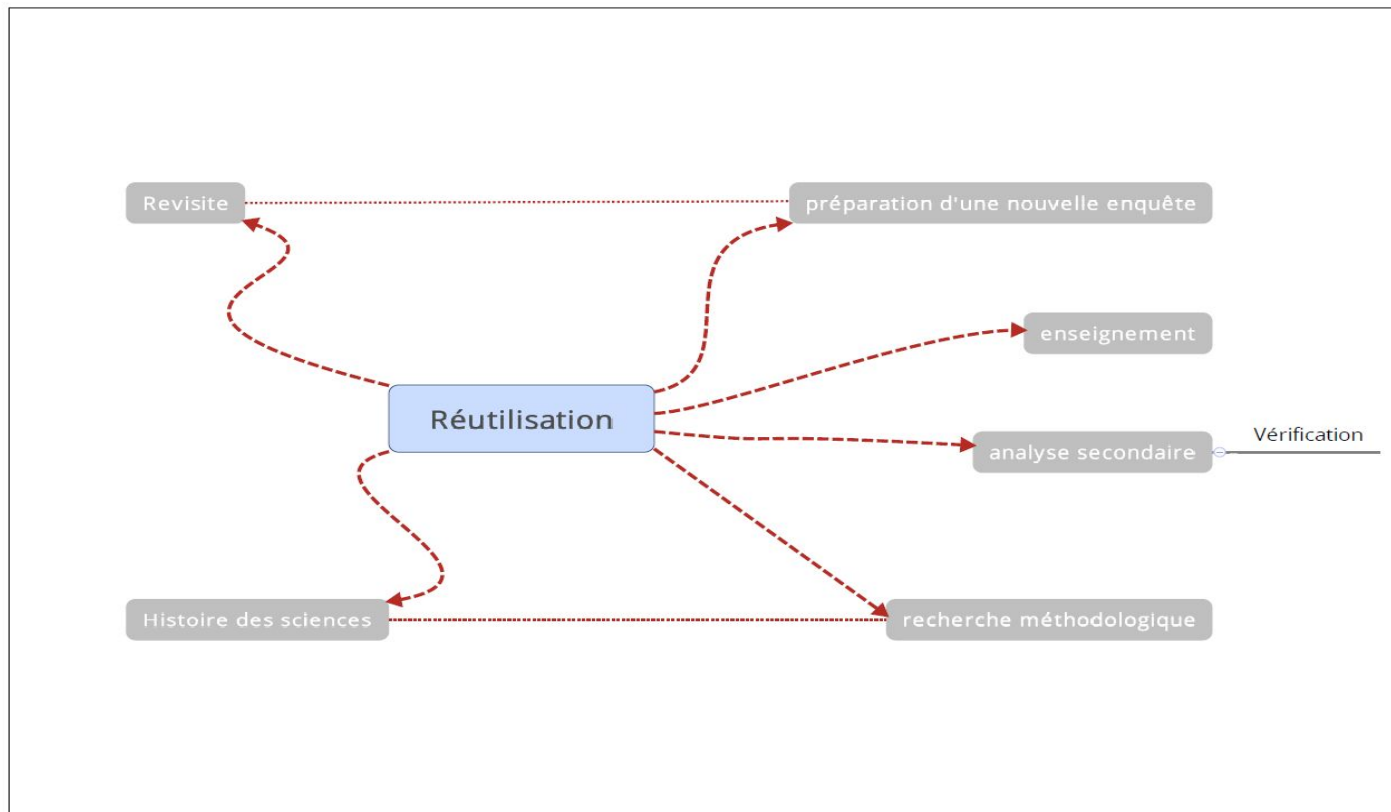 Revisite
préparation d'une nouvelle enquête
enseignement
Réutilisation
Vérification
analyse secondaire
Histoire des sciences
recherche méthodologique